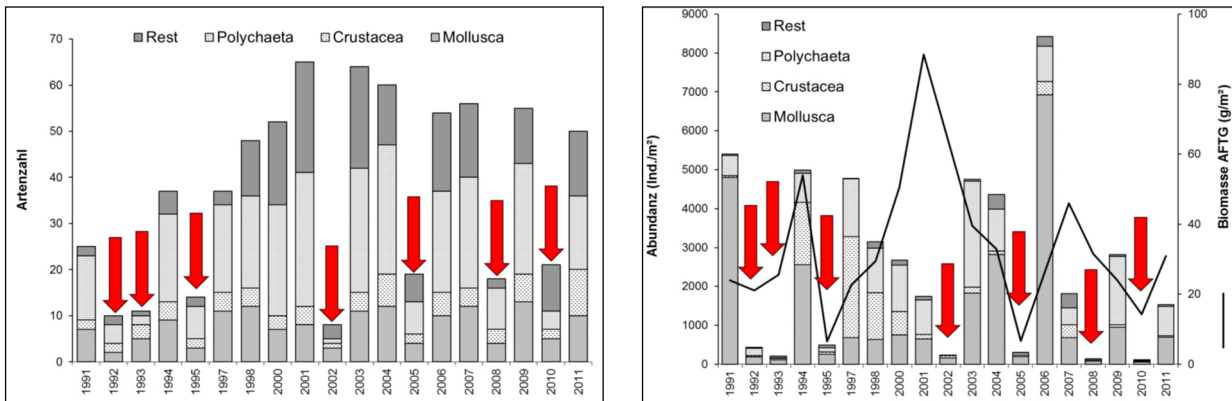 70
60
50
40
30
20
10
0
Artenzahl
Rest Polychaeta Crustacea Mollusca
1991 1992 1993 1994 1995 1997 1998 2000 2001 2002 2003 2004 2005 2006 2007 2008 2009 2010 2011
9000
8000
7000
6000
5000
4000
3000
2000
1000
0
Abundanz (Ind./m²)
Rest
Polychaeta
Crustacea
Mollusca
100
80
60
40
20
0
Biomasse AFTG (g/m²)
1991 1992 1993 1994 1995 1997 1998 2000 2001 2002 2003 2004 2005 2006 2007 2008 2009 2010 2011